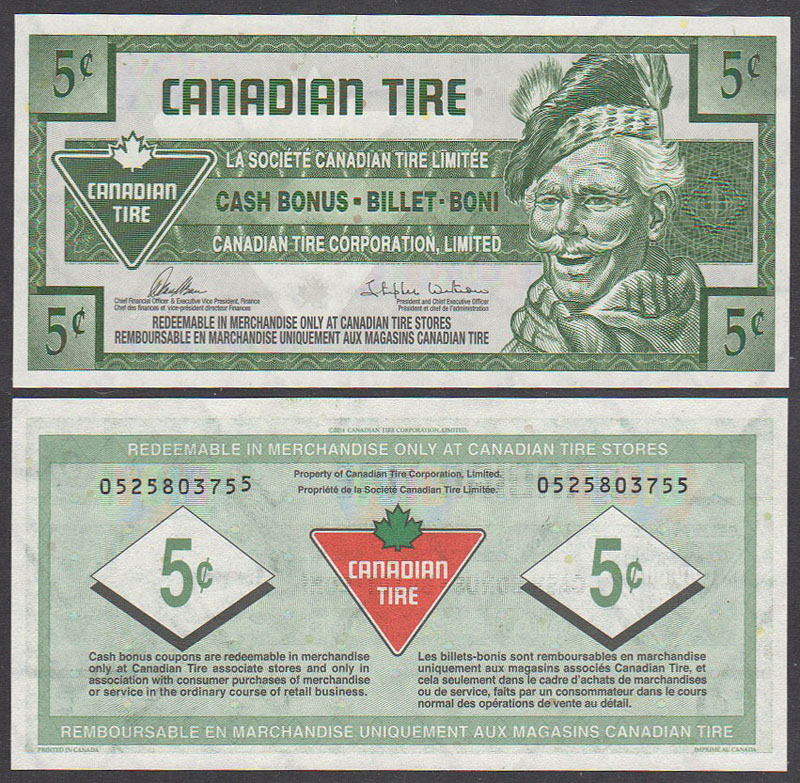 5¢
5¢
CANADIAN TIRE
LA SOCIÉTÉ CANADIAN TIRE LIMITÉE
CANADIAN
TIRE
CASH BONUS • BILLET • BONI
CANADIAN TIRE CORPORATION, LIMITED
Chief Financial Officer & Executive Vice President, Finance
Chef des finances et vice-président directeur Finances
President and Chief Executive Officer
Président et chef de l'administration
5¢
REDEEMABLE IN MERCHANDISE ONLY AT CANADIAN TIRE STORES
REMBOURSABLE EN MARCHANDISE UNIQUEMENT AUX MAGASINS CANADIAN TIRE
5¢
CANADIAN TIRE CORPORATION, LIMITED.
REDEEMABLE IN MERCHANDISE ONLY AT CANADIAN TIRE STORES
Property of Canadian Tire Corporation, Limited.
Propriété de la Société Canadian Tire Limitée.
0525803755
0525803755
5¢
CANADIAN
TIRE
5¢
Cash bonus coupons are redeemable in merchandise
only at Canadian Tire associate stores and only in
association with consumer purchases of merchandise
or service in the ordinary course of retail business.
Les billets-bonis sont remboursables en marchandise
uniquement aux magasins associés Canadian Tire, et
cela seulement dans le cadre d'achats de marchandises
ou de service, faits par un consommateur dans le cours
normal des opérations de vente au détail.
REMBOURSABLE EN MARCHANDISE UNIQUEMENT AUX MAGASINS CANADIAN TIRE
PRINTED IN CANADA
IMPRIMÉ AU CANADA